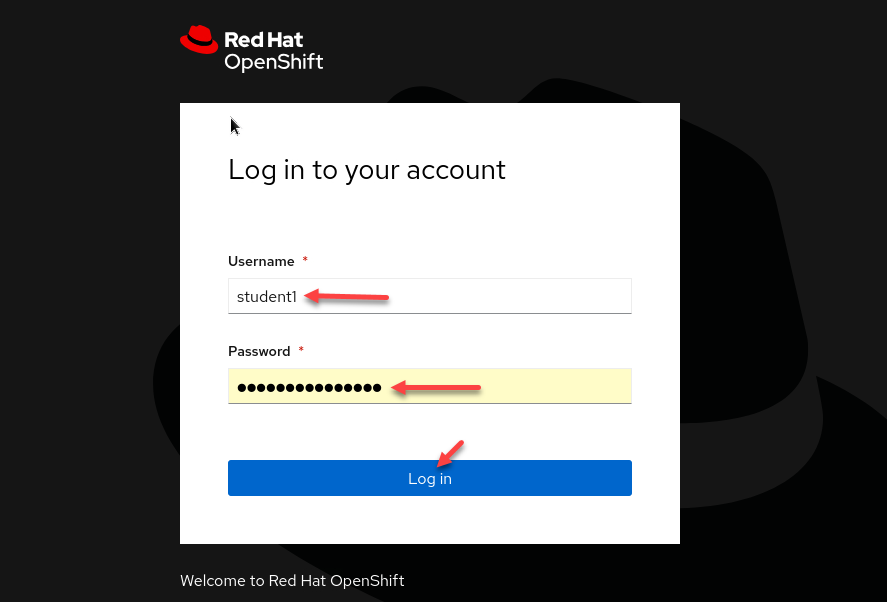 Red Hat
OpenShift
Log in to your account
Username *
student1
Password *
●●●●●●●●●●●●●●●
Log in
Welcome to Red Hat OpenShift